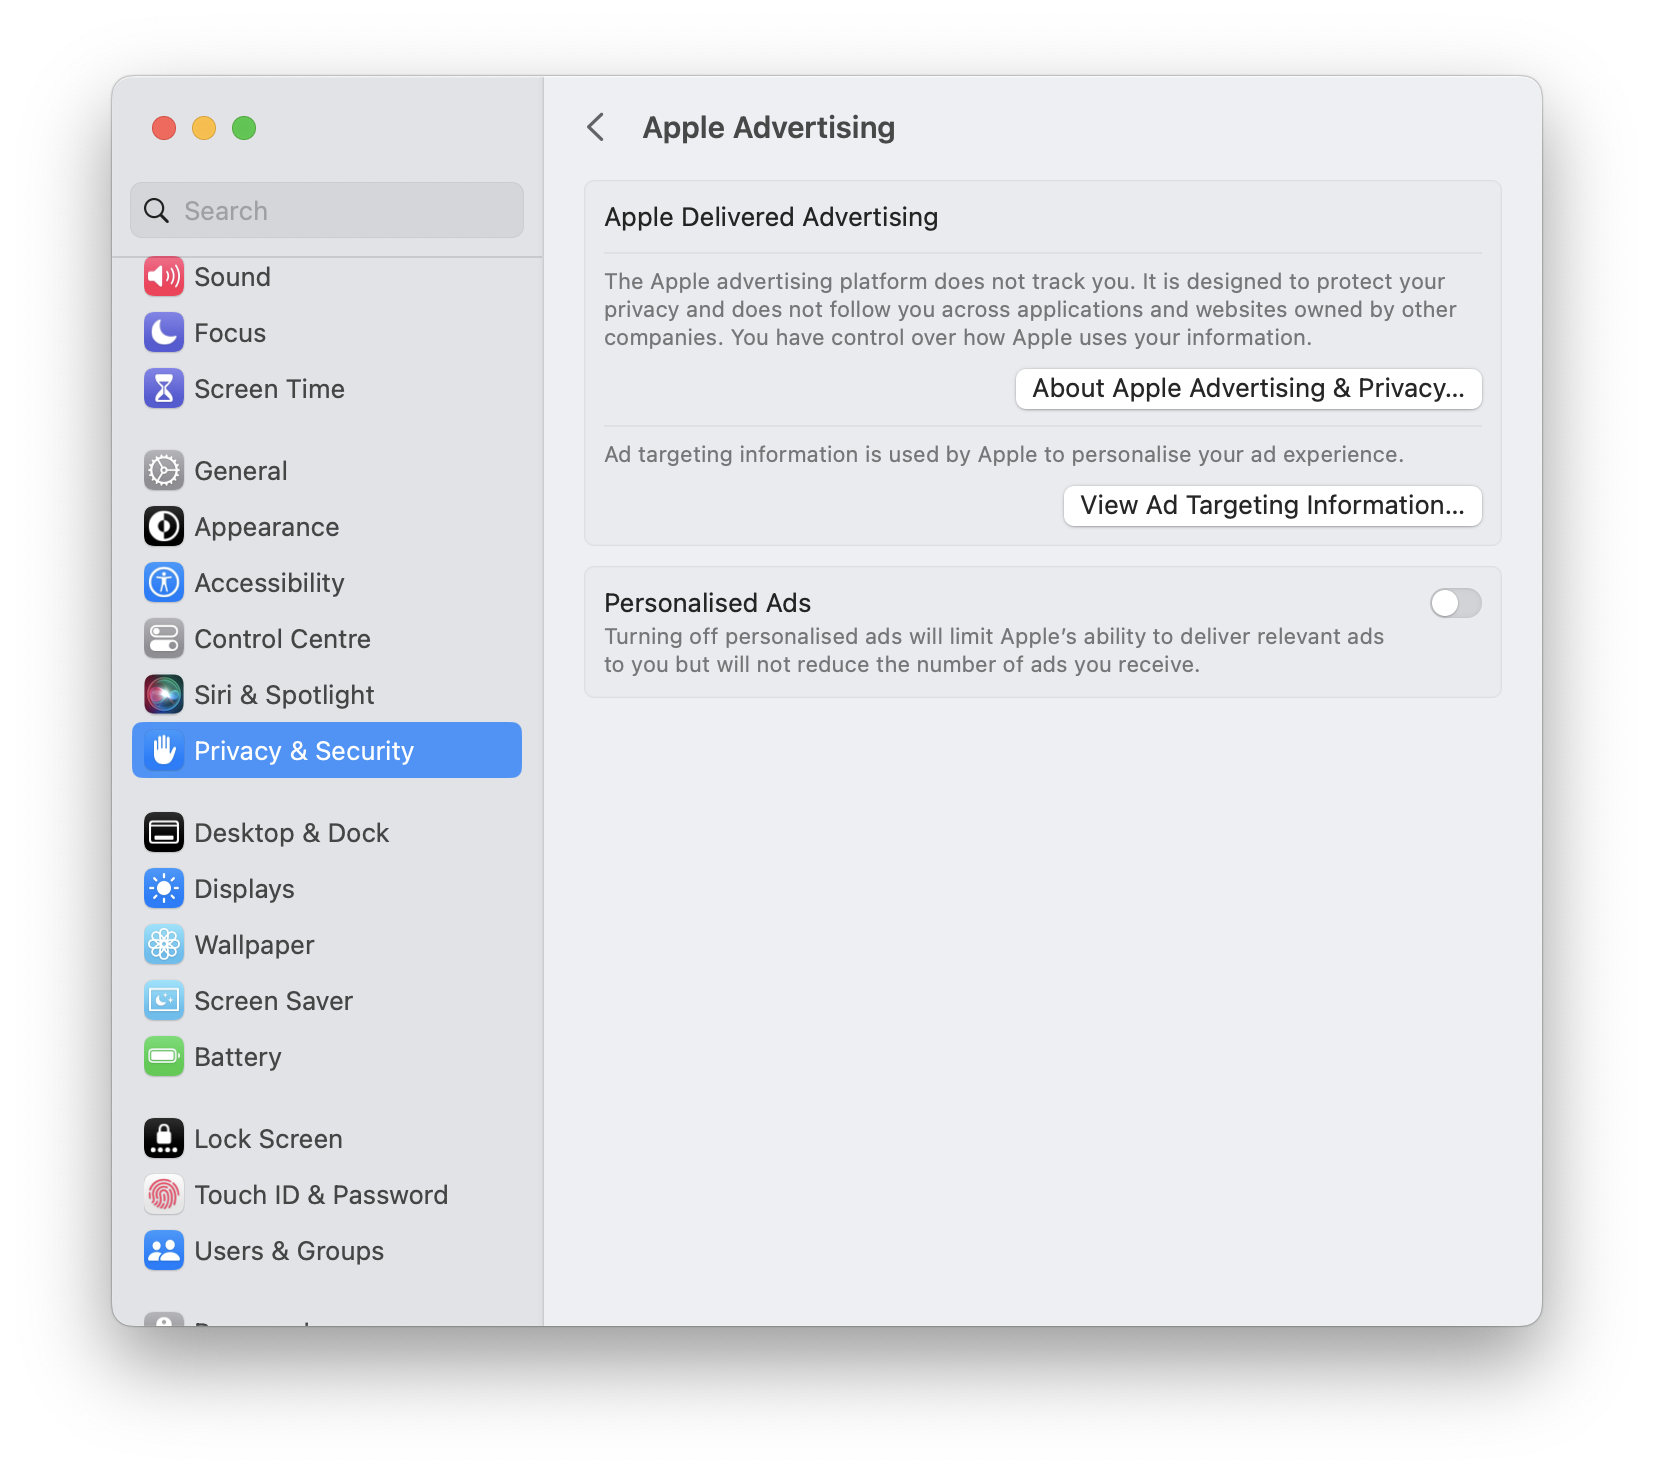 Apple Advertising
Search
Sound
Focus
Screen Time
General
Appearance
Accessibility
Control Centre
Siri & Spotlight
Privacy & Security
Desktop & Dock
Displays
Wallpaper
Screen Saver
Battery
Lock Screen
Touch ID & Password
Users & Groups
Apple Delivered Advertising
The Apple advertising platform does not track you. It is designed to protect your
privacy and does not follow you across applications and websites owned by other
companies. You have control over how Apple uses your information.
About Apple Advertising & Privacy...
Ad targeting information is used by Apple to personalise your ad experience.
View Ad Targeting Information...
Personalised Ads
Turning off personalised ads will limit Apple’s ability to deliver relevant ads
to you but will not reduce the number of ads you receive.